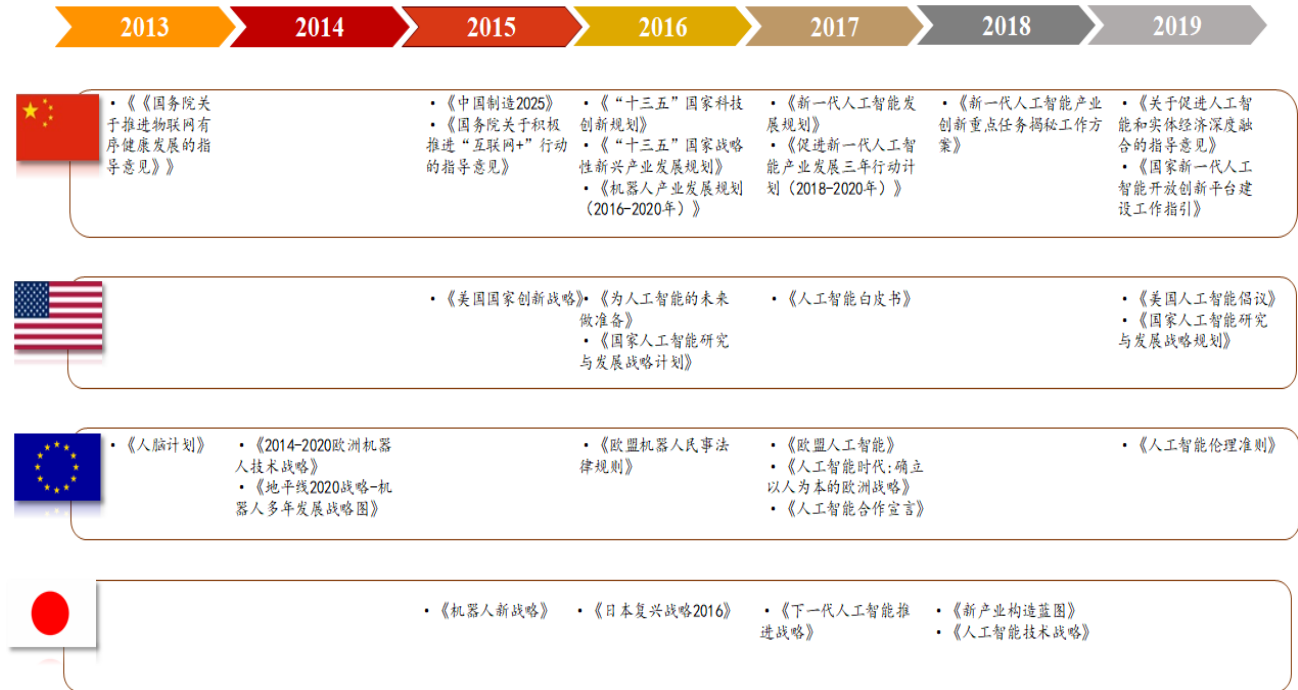 2013
2014
2015
2016
2017
2018
2019
·《《国务院关
于推进物联网有
序健康发展的指
导意见》》
·《中国制造2025》
·《国务院关于积极
推进“互联网+”行动
的指导意见》
·《“十三五”国家科技
创新规划》
·《“十三五”国家战略
性新兴产业发展规划》
·《机器人产业发展规划
（2016-2020年）》
·《新一代人工智能发
展规划》
·《促进新一代人工智
能产业发展三年行动计
划（2018-2020年）》
·《新一代人工智能产业
创新重点任务揭秘工作方
案》
·《关于促进人工智
能和实体经济深度融
合的指导意见》
·《国家新一代人工
智能开放创新平台建
设工作指引》
·《美国国家创新战略》
·《为人工智能的未来
做准备》
·《国家人工智能研究
与发展战略计划》
·《人工智能白皮书》
·《美国人工智能倡议》
·《国家人工智能研究
与发展战略规划》
·《人脑计划》
·《2014-2020欧洲机器
人技术战略》
·《地平线2020战略-机
器人多年发展战略图》
·《欧盟机器人民事法
律规则》
·《欧盟人工智能》
·《人工智能时代:确立
以人为本的欧洲战略》
·《人工智能合作宣言》
·《人工智能伦理准则》
·《机器人新战略》
·《日本复兴战略2016》
·《下一代人工智能推
进战略》
·《新产业构造蓝图》
·《人工智能技术战略》